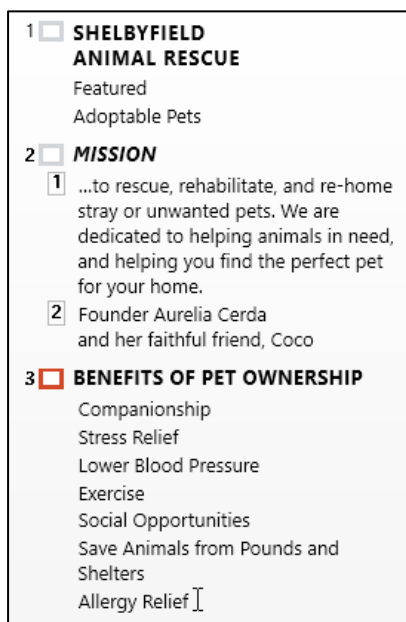 1 SHELBYFIELD
ANIMAL RESCUE
Featured
Adoptable Pets
2 MISSION
1 ...to rescue, rehabilitate, and re-home
stray or unwanted pets. We are
dedicated to helping animals in need,
and helping you find the perfect pet
for your home.
2 Founder Aurelia Cerda
and her faithful friend, Coco
3 BENEFITS OF PET OWNERSHIP
Companionship
Stress Relief
Lower Blood Pressure
Exercise
Social Opportunities
Save Animals from Pounds and
Shelters
Allergy Relief